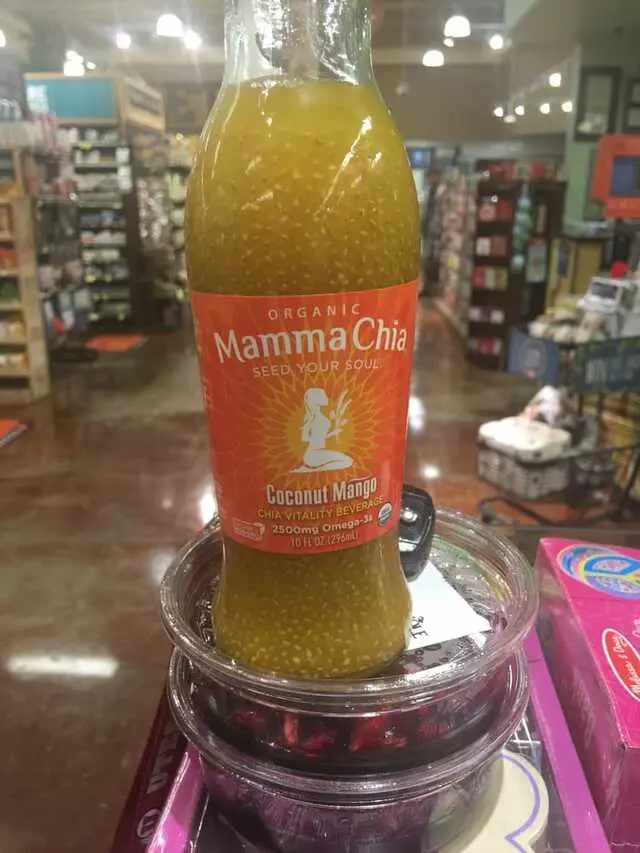 ORGANIC
Mamma Chia
SEED YOUR SOUL
Coconut Mango
CHIA VITALITY BEVERAGE
2500mg Omega-3s
10 FL OZ (296mL)